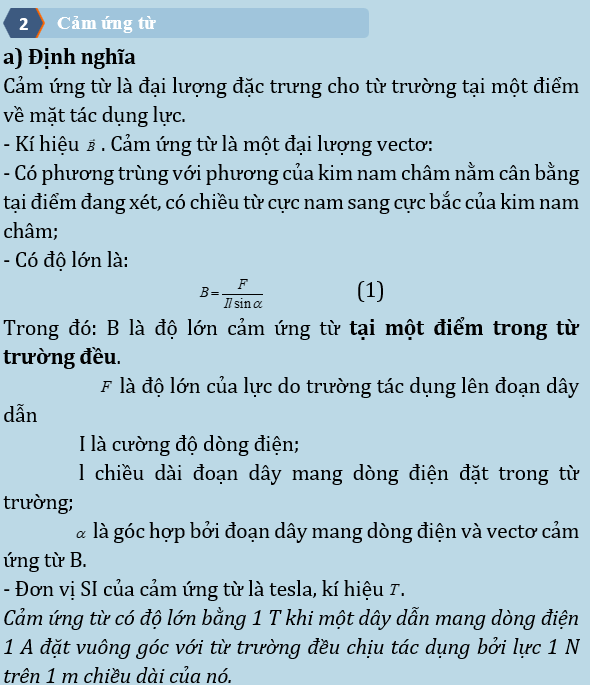 2 Cảm ứng từ
a) Định nghĩa
Cảm ứng từ là đại lượng đặc trưng cho từ trường tại một điểm
về mặt tác dụng lực.
- Kí hiệu B⃗ . Cảm ứng từ là một đại lượng vectơ:
- Có phương trùng với phương của kim nam châm nằm cân bằng
tại điểm đang xét, có chiều từ cực nam sang cực bắc của kim nam
châm;
- Có độ lớn là:
B = F / Il sin α (1)
Trong đó: B là độ lớn cảm ứng từ tại một điểm trong từ
trường đều.
F là độ lớn của lực do trường tác dụng lên đoạn dây
dẫn
I là cường độ dòng điện;
l chiều dài đoạn dây mang dòng điện đặt trong từ
trường;
α là góc hợp bởi đoạn dây mang dòng điện và vectơ cảm
ứng từ B.
- Đơn vị SI của cảm ứng từ là tesla, kí hiệu T.
Cảm ứng từ có độ lớn bằng 1 T khi một dây dẫn mang dòng điện
1 A đặt vuông góc với từ trường đều chịu tác dụng bởi lực 1 N
trên 1 m chiều dài của nó.